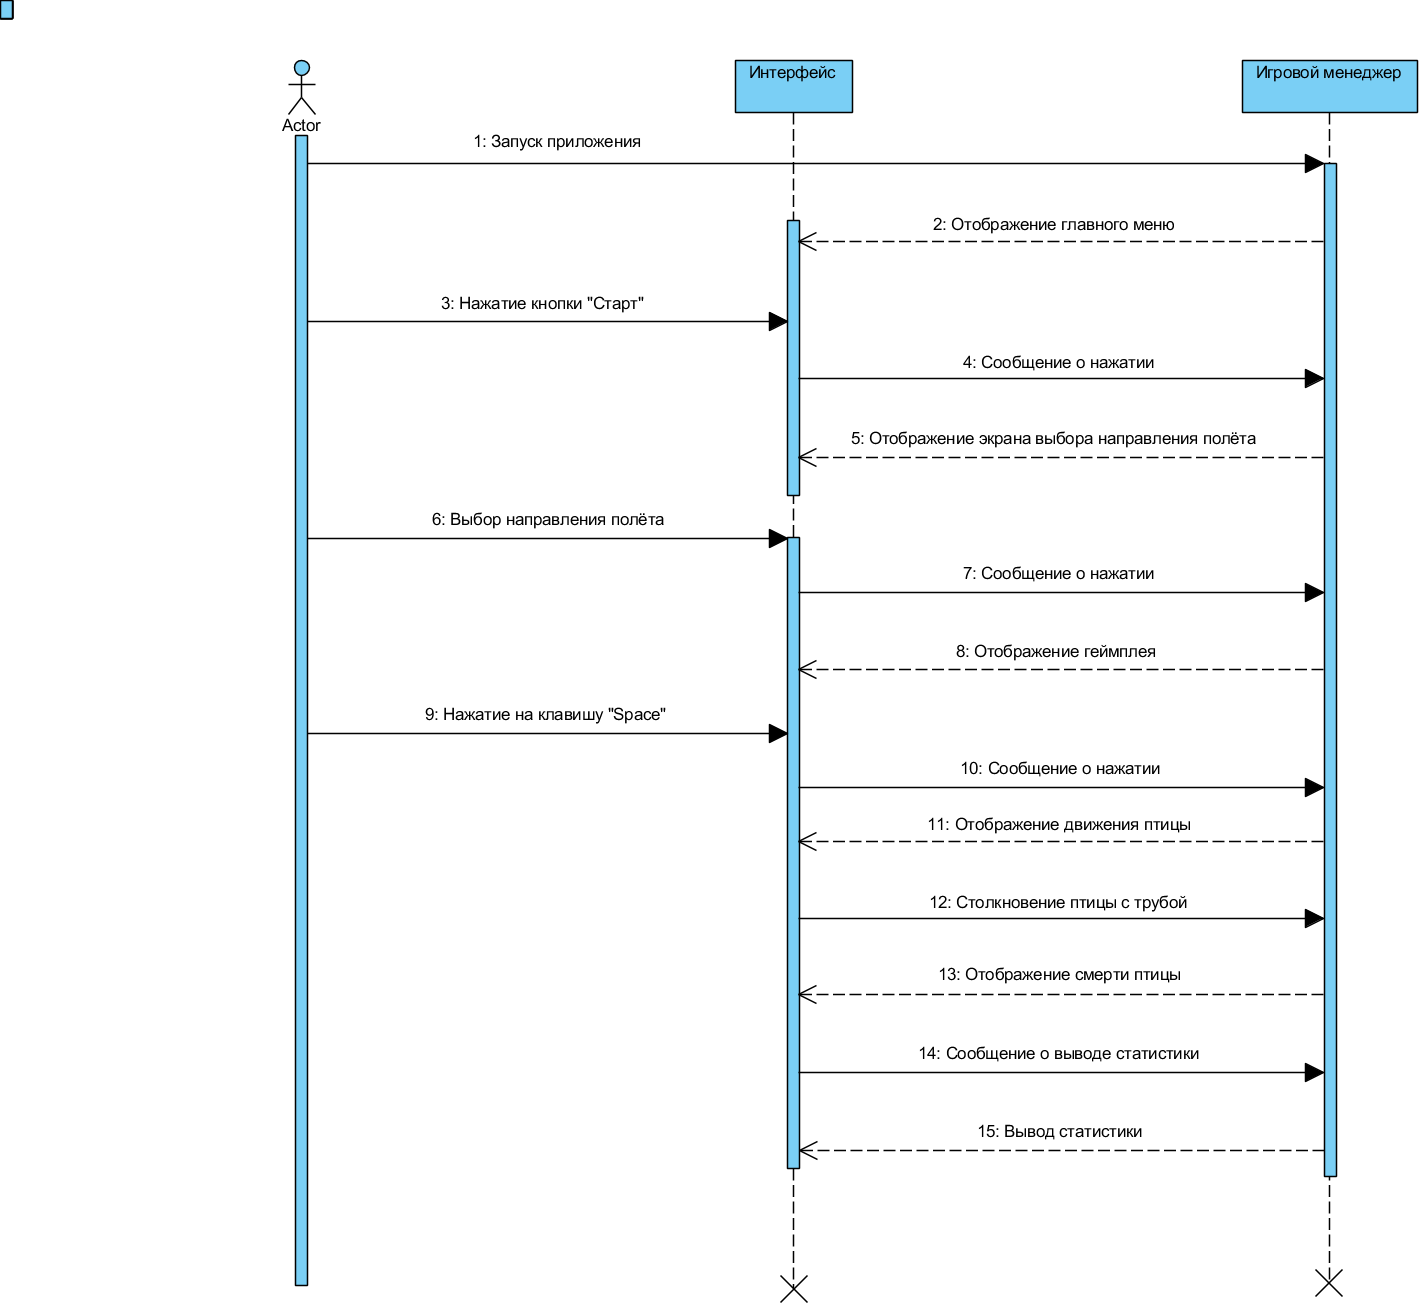 Интерфейс
Игровой менеджер
Actor
1: Запуск приложения
2: Отображение главного меню
3: Нажатие кнопки "Старт"
4: Сообщение о нажатии
5: Отображение экрана выбора направления полёта
6: Выбор направления полёта
7: Сообщение о нажатии
8: Отображение геймплея
9: Нажатие на клавишу "Space"
10: Сообщение о нажатии
11: Отображение движения птицы
12: Столкновение птицы с трубой
13: Отображение смерти птицы
14: Сообщение о выводе статистики
15: Вывод статистики